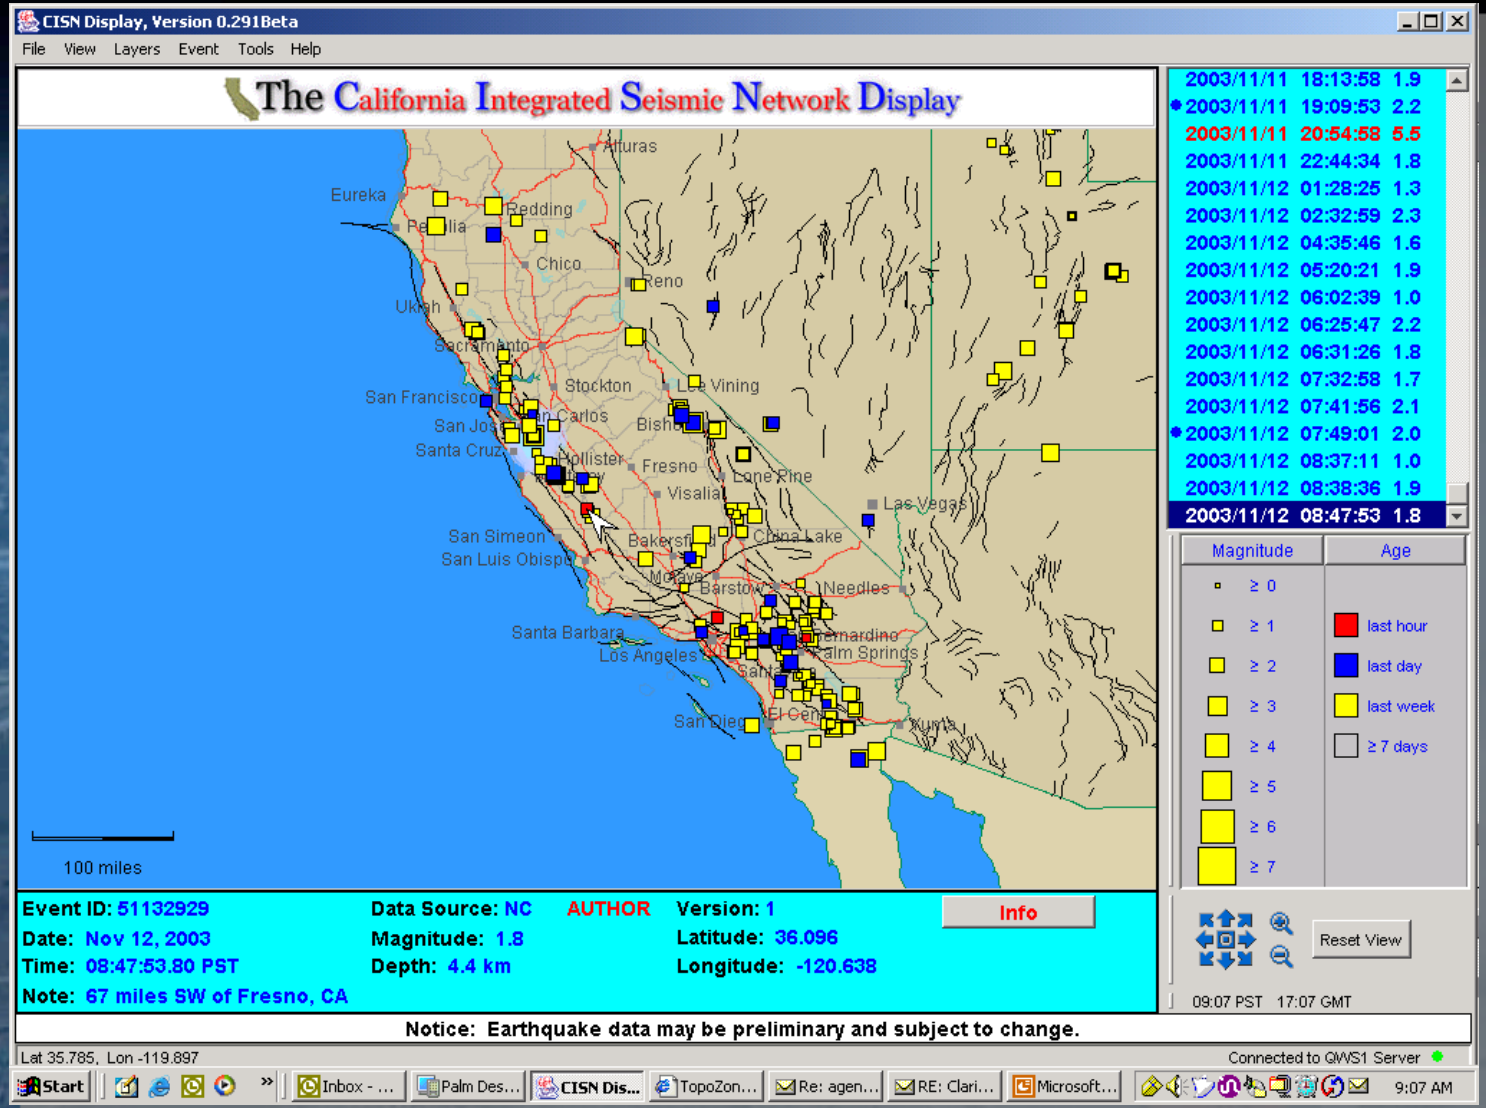 CISN Display, Version 0.291Beta
File View Layers Event Tools Help
The California Integrated Seismic Network Display
2003/11/11 18:13:58 1.9
2003/11/11 19:09:53 2.2
2003/11/11 20:54:58 5.5
2003/11/11 22:44:34 1.8
2003/11/12 01:28:25 1.3
2003/11/12 02:32:59 2.3
2003/11/12 04:35:46 1.6
2003/11/12 05:20:21 1.9
2003/11/12 06:02:39 1.0
2003/11/12 06:25:47 2.2
2003/11/12 06:31:26 1.8
2003/11/12 07:32:58 1.7
2003/11/12 07:41:56 2.1
2003/11/12 07:49:01 2.0
2003/11/12 08:37:11 1.0
2003/11/12 08:38:36 1.9
2003/11/12 08:47:53 1.8
Alturas
Eureka
Redding
Chico
Reno
Ukiah
Sacramento
Stockton
Lee Vining
San Francisco
San Jose
Santa Cruz
Hollister
Fresno
Lone Pine
Visalia
Las Vegas
San Simeon
Bakersfield
China Lake
San Luis Obispo
Mojave
Barstow
Needles
Santa Barbara
Los Angeles
Palm Springs
San Diego
Yuma
100 miles
Magnitude Age
≥ 0
≥ 1 last hour
≥ 2 last day
≥ 3 last week
≥ 4 ≥ 7 days
≥ 5
≥ 6
≥ 7
Event ID: 51132929 Data Source: NC AUTHOR Version: 1 Info
Date: Nov 12, 2003 Magnitude: 1.8 Latitude: 36.096
Time: 08:47:53.80 PST Depth: 4.4 km Longitude: -120.638
Note: 67 miles SW of Fresno, CA
Reset View
09:07 PST 17:07 GMT
Notice: Earthquake data may be preliminary and subject to change.
Lat 35.785, Lon -119.897 Connected to QWS1 Server
Start » Inbox - ... Palm Des... CISN Dis... TopoZon... Re: agen... RE: Clari... Microsoft... 9:07 AM